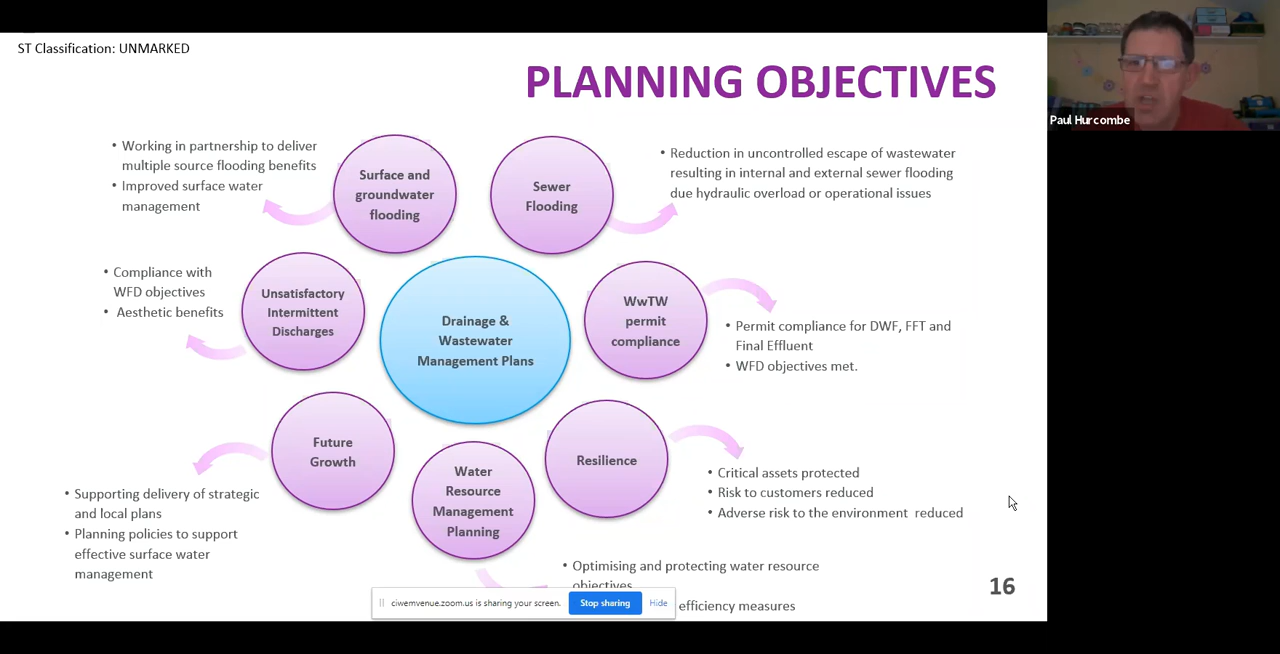 ST Classification: UNMARKED
PLANNING OBJECTIVES
Paul Hurcombe
• Working in partnership to deliver
multiple source flooding benefits
• Improved surface water
management
Surface and
groundwater
flooding
Sewer
Flooding
• Reduction in uncontrolled escape of wastewater
resulting in internal and external sewer flooding
due hydraulic overload or operational issues
• Compliance with
WFD objectives
• Aesthetic benefits
Unsatisfactory
Intermittent
Discharges
Drainage &
Wastewater
Management Plans
WwTW
permit
compliance
• Permit compliance for DWF, FFT and
Final Effluent
• WFD objectives met.
Future
Growth
Water
Resource
Management
Planning
Resilience
• Critical assets protected
• Risk to customers reduced
• Adverse risk to the environment reduced
• Supporting delivery of strategic
and local plans
• Planning policies to support
effective surface water
management
• Optimising and protecting water resource
objectives
efficiency measures
ciwemvenue.zoom.us is sharing your screen.
Stop sharing
Hide
16